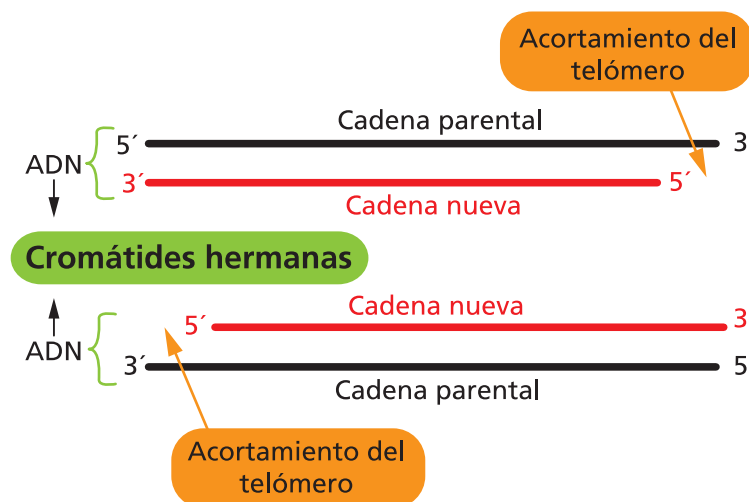 Acortamiento del
telómero
Cadena parental
5´ 3
ADN
3´ 5´
Cadena nueva
Cromátides hermanas
Cadena nueva
5´ 3
ADN
3´ 5
Cadena parental
Acortamiento del
telómero